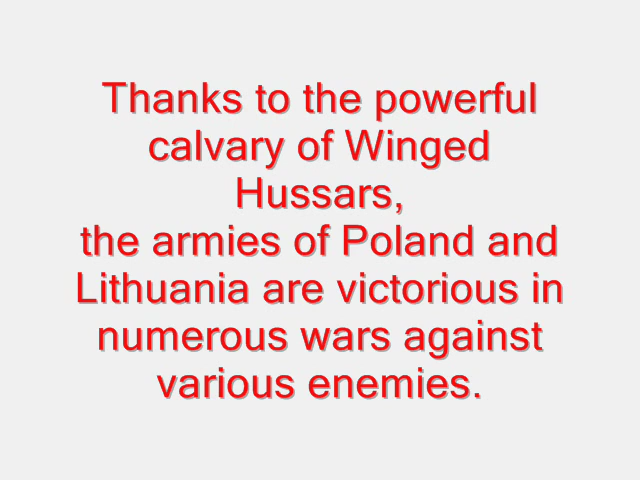 Thanks to the powerful
calvary of Winged
Hussars,
the armies of Poland and
Lithuania are victorious in
numerous wars against
various enemies.